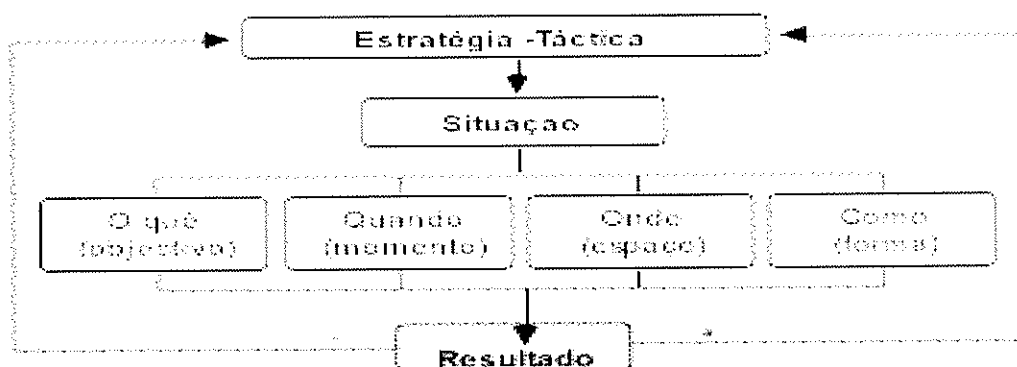 Estratégia -Táctica
Situaçao
O quê
(objectivo)
Quando
(momento)
Onde
(espaço)
Como
(forma)
Resultado